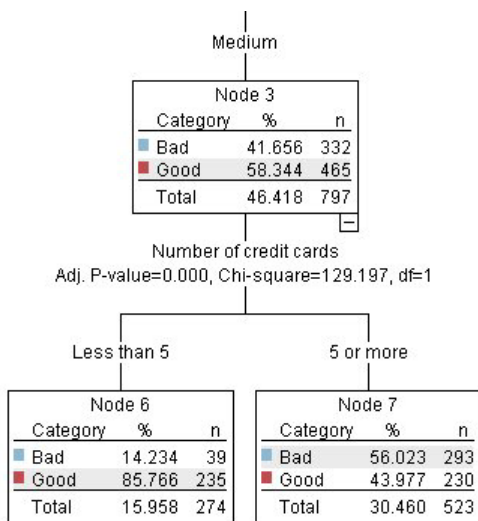 Medium
Node 3
Category % n
Bad 41.656 332
Good 58.344 465
Total 46.418 797
Number of credit cards
Adj. P-value=0.000, Chi-square=129.197, df=1
Less than 5
5 or more
Node 6
Category % n
Bad 14.234 39
Good 85.766 235
Total 15.958 274
Node 7
Category % n
Bad 56.023 293
Good 43.977 230
Total 30.460 523